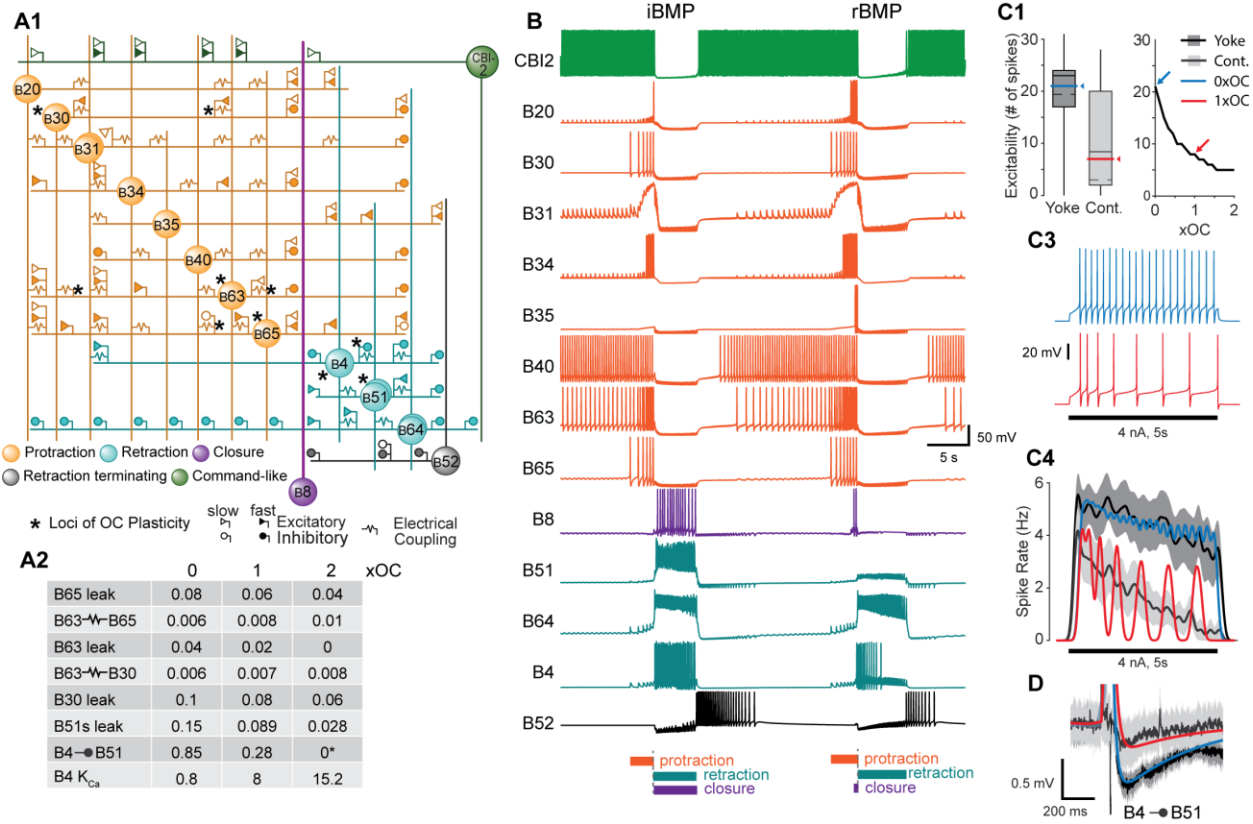 A1
CBI-2
B20
B30
B31
B34
B35
B40
B63
B65
B4
B51
B64
B52
B8
Protraction Retraction Closure
Retraction terminating Command-like
* Loci of OC Plasticity
slow fast
Excitatory
Inhibitory
Electrical
Coupling
A2
0 1 2 xOC
B65 leak 0.08 0.06 0.04
B63 B65 0.006 0.008 0.01
B63 leak 0.04 0.02 0
B63 B30 0.006 0.007 0.008
B30 leak 0.1 0.08 0.06
B51s leak 0.15 0.089 0.028
B4 B51 0.85 0.28 0*
B4 KCa 0.8 8 15.2
B
iBMP rBMP
CBI2
B20
B30
B31
B34
B35
B40
B63
50 mV
5 s
B65
B8
B51
B64
B4
B52
protraction protraction
retraction retraction
closure closure
C1
Excitability (# of spikes)
30
25
20
15
10
5
0
Yoke Cont.
30
20
10
0
0 1 2
xOC
Yoke
Cont.
0xOC
1xOC
C3
20 mV
4 nA, 5s
C4
Spike Rate (Hz)
6
4
2
0
4 nA, 5s
D
0.5 mV
200 ms
B4 B51